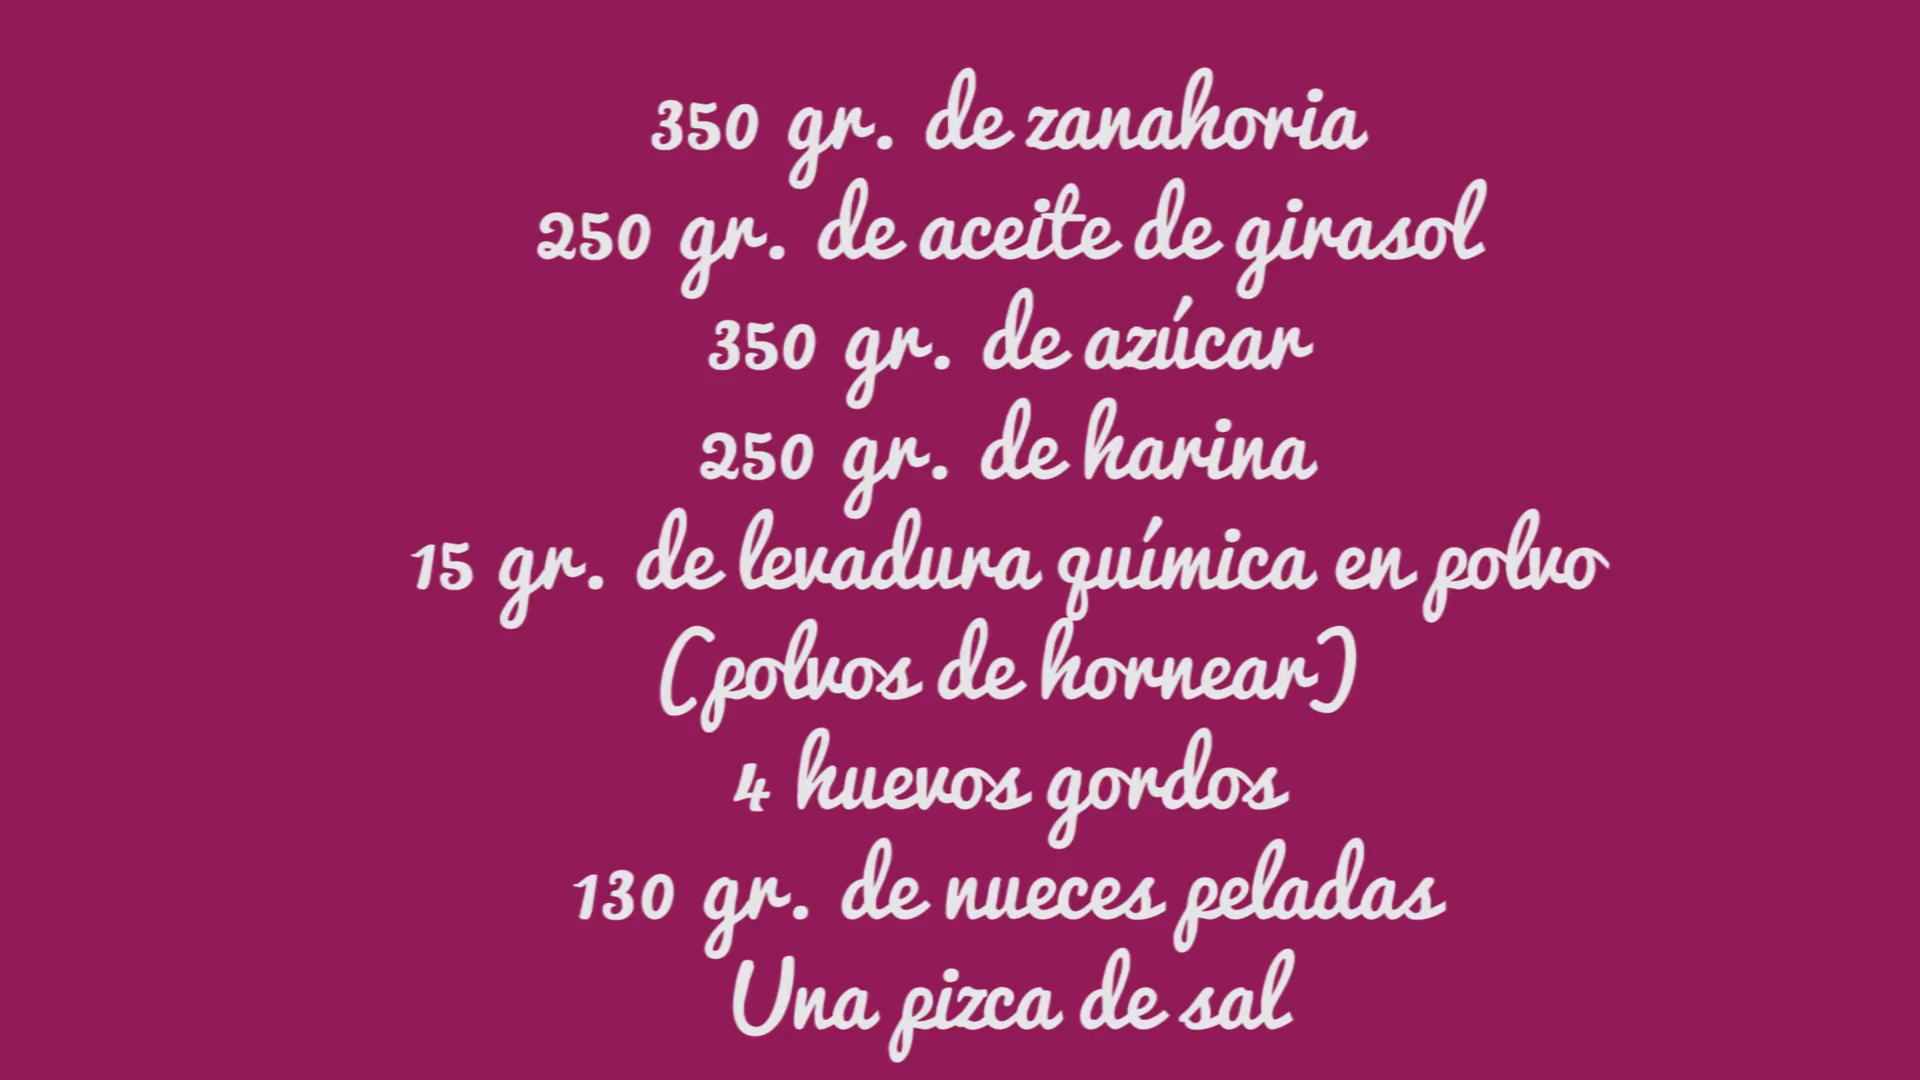 350 gr. de zanahoria
250 gr. de aceite de girasol
350 gr. de azúcar
250 gr. de harina
15 gr. de levadura química en polvo
(polvos de hornear)
4 huevos gordos
130 gr. de nueces peladas
Una pizca de sal